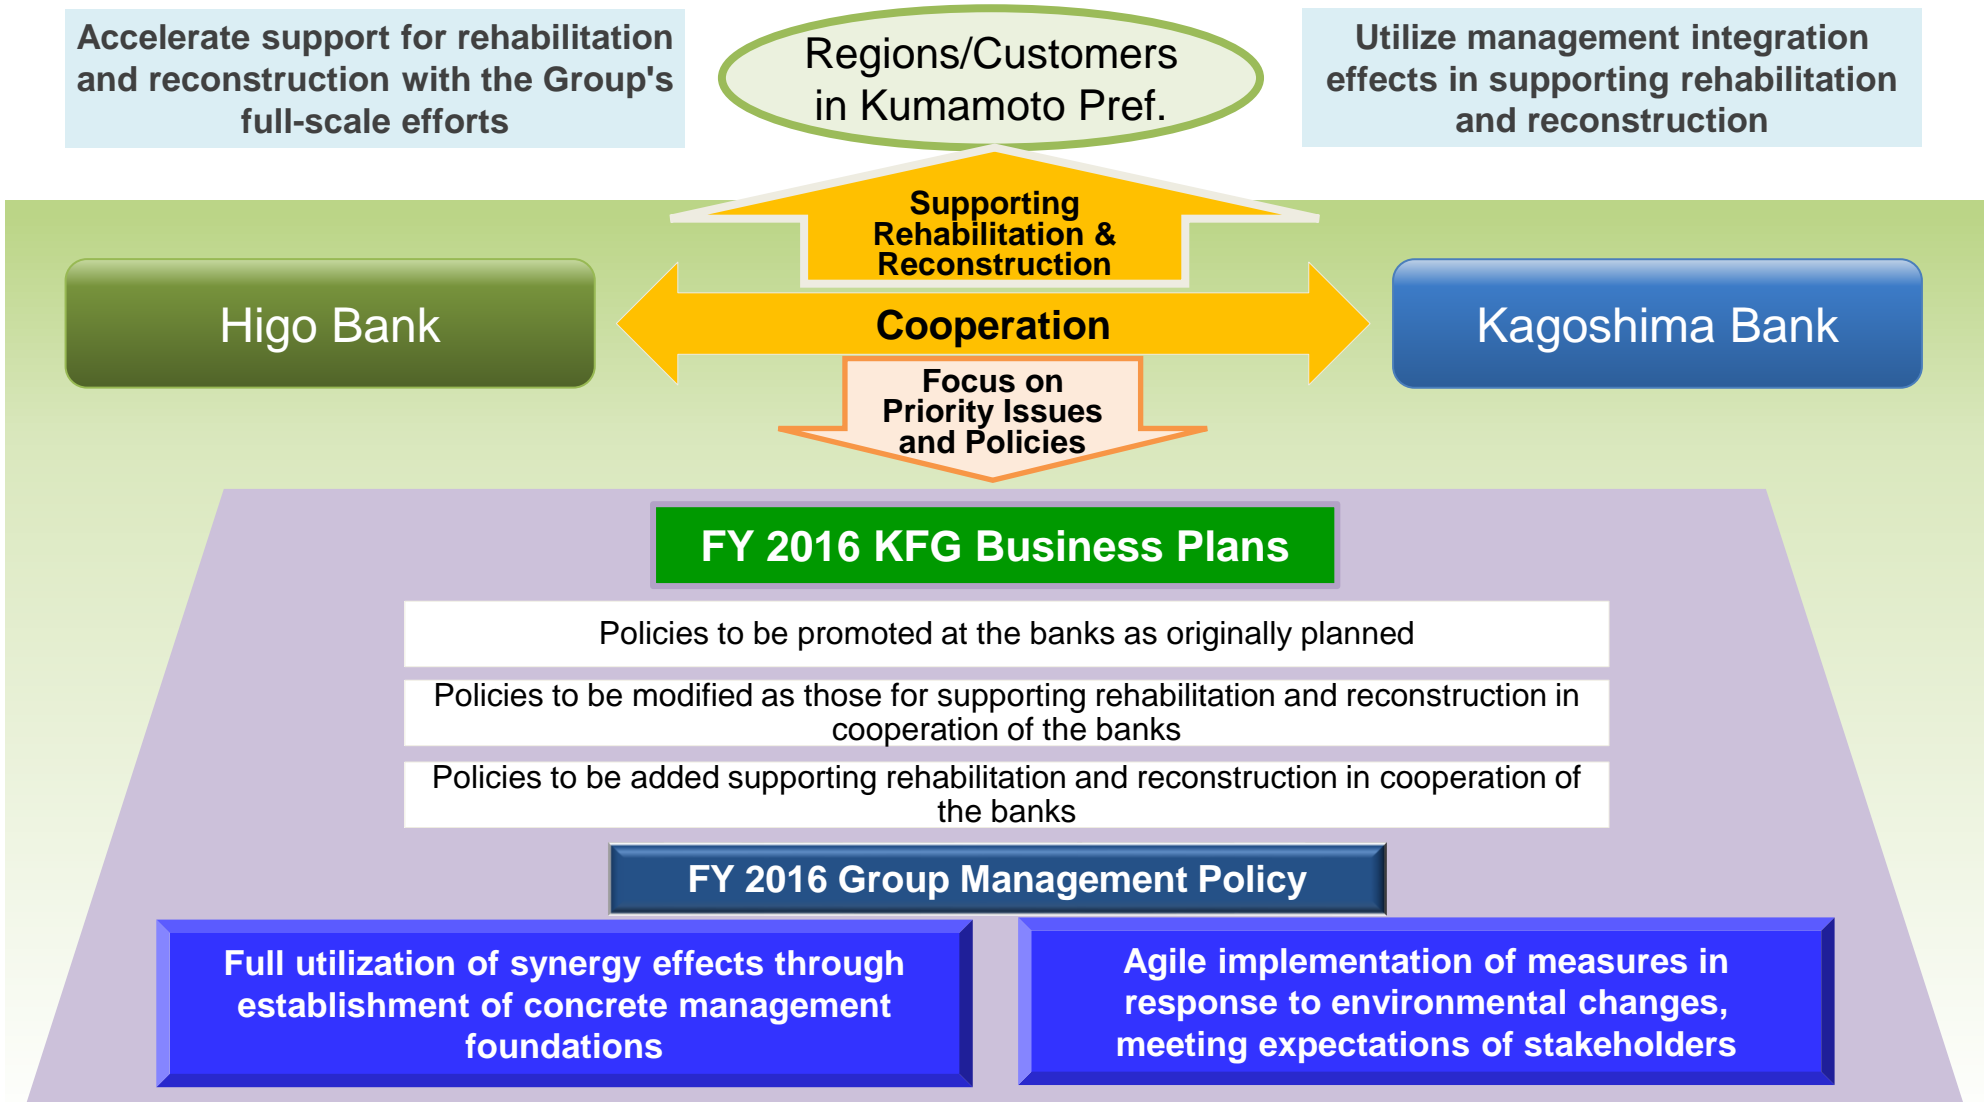 Accelerate support for rehabilitation
and reconstruction with the Group's
full-scale efforts
Regions/Customers
in Kumamoto Pref.
Utilize management integration
effects in supporting rehabilitation
and reconstruction
Supporting
Rehabilitation &
Reconstruction
Higo Bank
Cooperation
Kagoshima Bank
Focus on
Priority Issues
and Policies
FY 2016 KFG Business Plans
Policies to be promoted at the banks as originally planned
Policies to be modified as those for supporting rehabilitation and reconstruction in
cooperation of the banks
Policies to be added supporting rehabilitation and reconstruction in cooperation of
the banks
FY 2016 Group Management Policy
Full utilization of synergy effects through
establishment of concrete management
foundations
Agile implementation of measures in
response to environmental changes,
meeting expectations of stakeholders